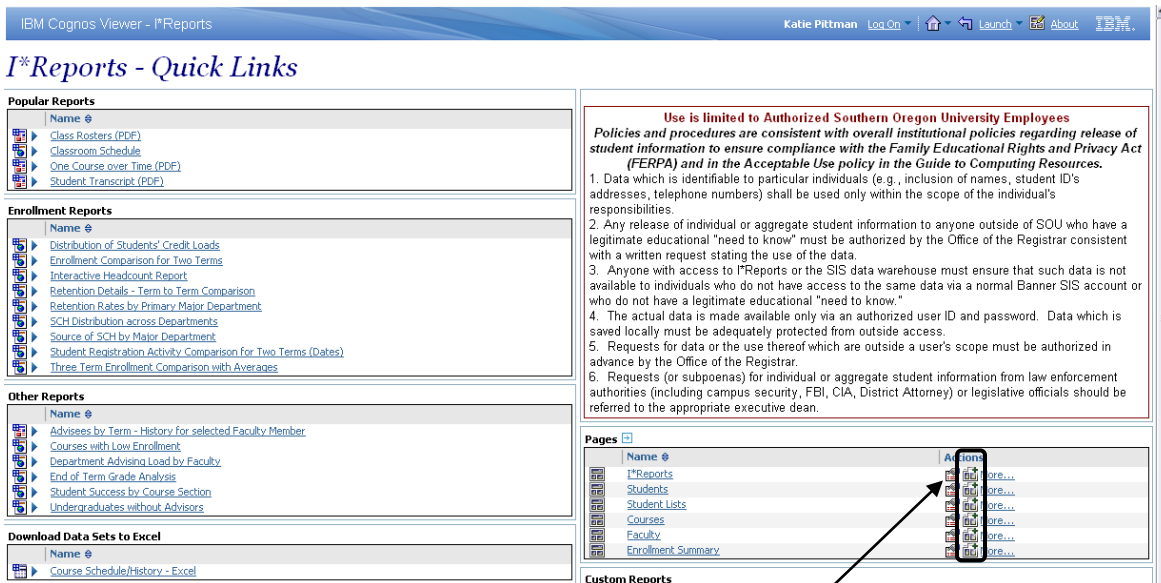 IBM Cognos Viewer - I*Reports
Katie Pittman Log On Launch About IBM.
I*Reports - Quick Links
Popular Reports
Name
Class Rosters (PDF)
Classroom Schedule
One Course over Time (PDF)
Student Transcript (PDF)
Enrollment Reports
Name
Distribution of Students' Credit Loads
Enrollment Comparison for Two Terms
Interactive Headcount Report
Retention Details - Term to Term Comparison
Retention Rates by Primary Major Department
SCH Distribution across Departments
Source of SCH by Major Department
Student Registration Activity Comparison for Two Terms (Dates)
Three Term Enrollment Comparison with Averages
Other Reports
Name
Advisees by Term - History for selected Faculty Member
Courses with Low Enrollment
Department Advising Load by Faculty
End of Term Grade Analysis
Student Success by Course Section
Undergraduates without Advisors
Download Data Sets to Excel
Name
Course Schedule/History - Excel
Use is limited to Authorized Southern Oregon University Employees
Policies and procedures are consistent with overall institutional policies regarding release of
student information to ensure compliance with the Family Educational Rights and Privacy Act
(FERPA) and in the Acceptable Use policy in the Guide to Computing Resources.
1. Data which is identifiable to particular individuals (e.g., inclusion of names, student ID's
addresses, telephone numbers) shall be used only within the scope of the individual's
responsibilities.
2. Any release of individual or aggregate student information to anyone outside of SOU who have a
legitimate educational "need to know" must be authorized by the Office of the Registrar consistent
with a written request stating the use of the data.
3. Anyone with access to I*Reports or the SIS data warehouse must ensure that such data is not
available to individuals who do not have access to the same data via a normal Banner SIS account or
who do not have a legitimate educational "need to know."
4. The actual data is made available only via an authorized user ID and password. Data which is
saved locally must be adequately protected from outside access.
5. Requests for data or the use thereof which are outside a user's scope must be authorized in
advance by the Office of the Registrar.
6. Requests (or subpoenas) for individual or aggregate student information from law enforcement
authorities (including campus security, FBI, CIA, District Attorney) or legislative officials should be
referred to the appropriate executive dean.
Pages
Name Actions
I*Reports More...
Students More...
Student Lists More...
Courses More...
Faculty More...
Enrollment Summary More...
Custom Reports